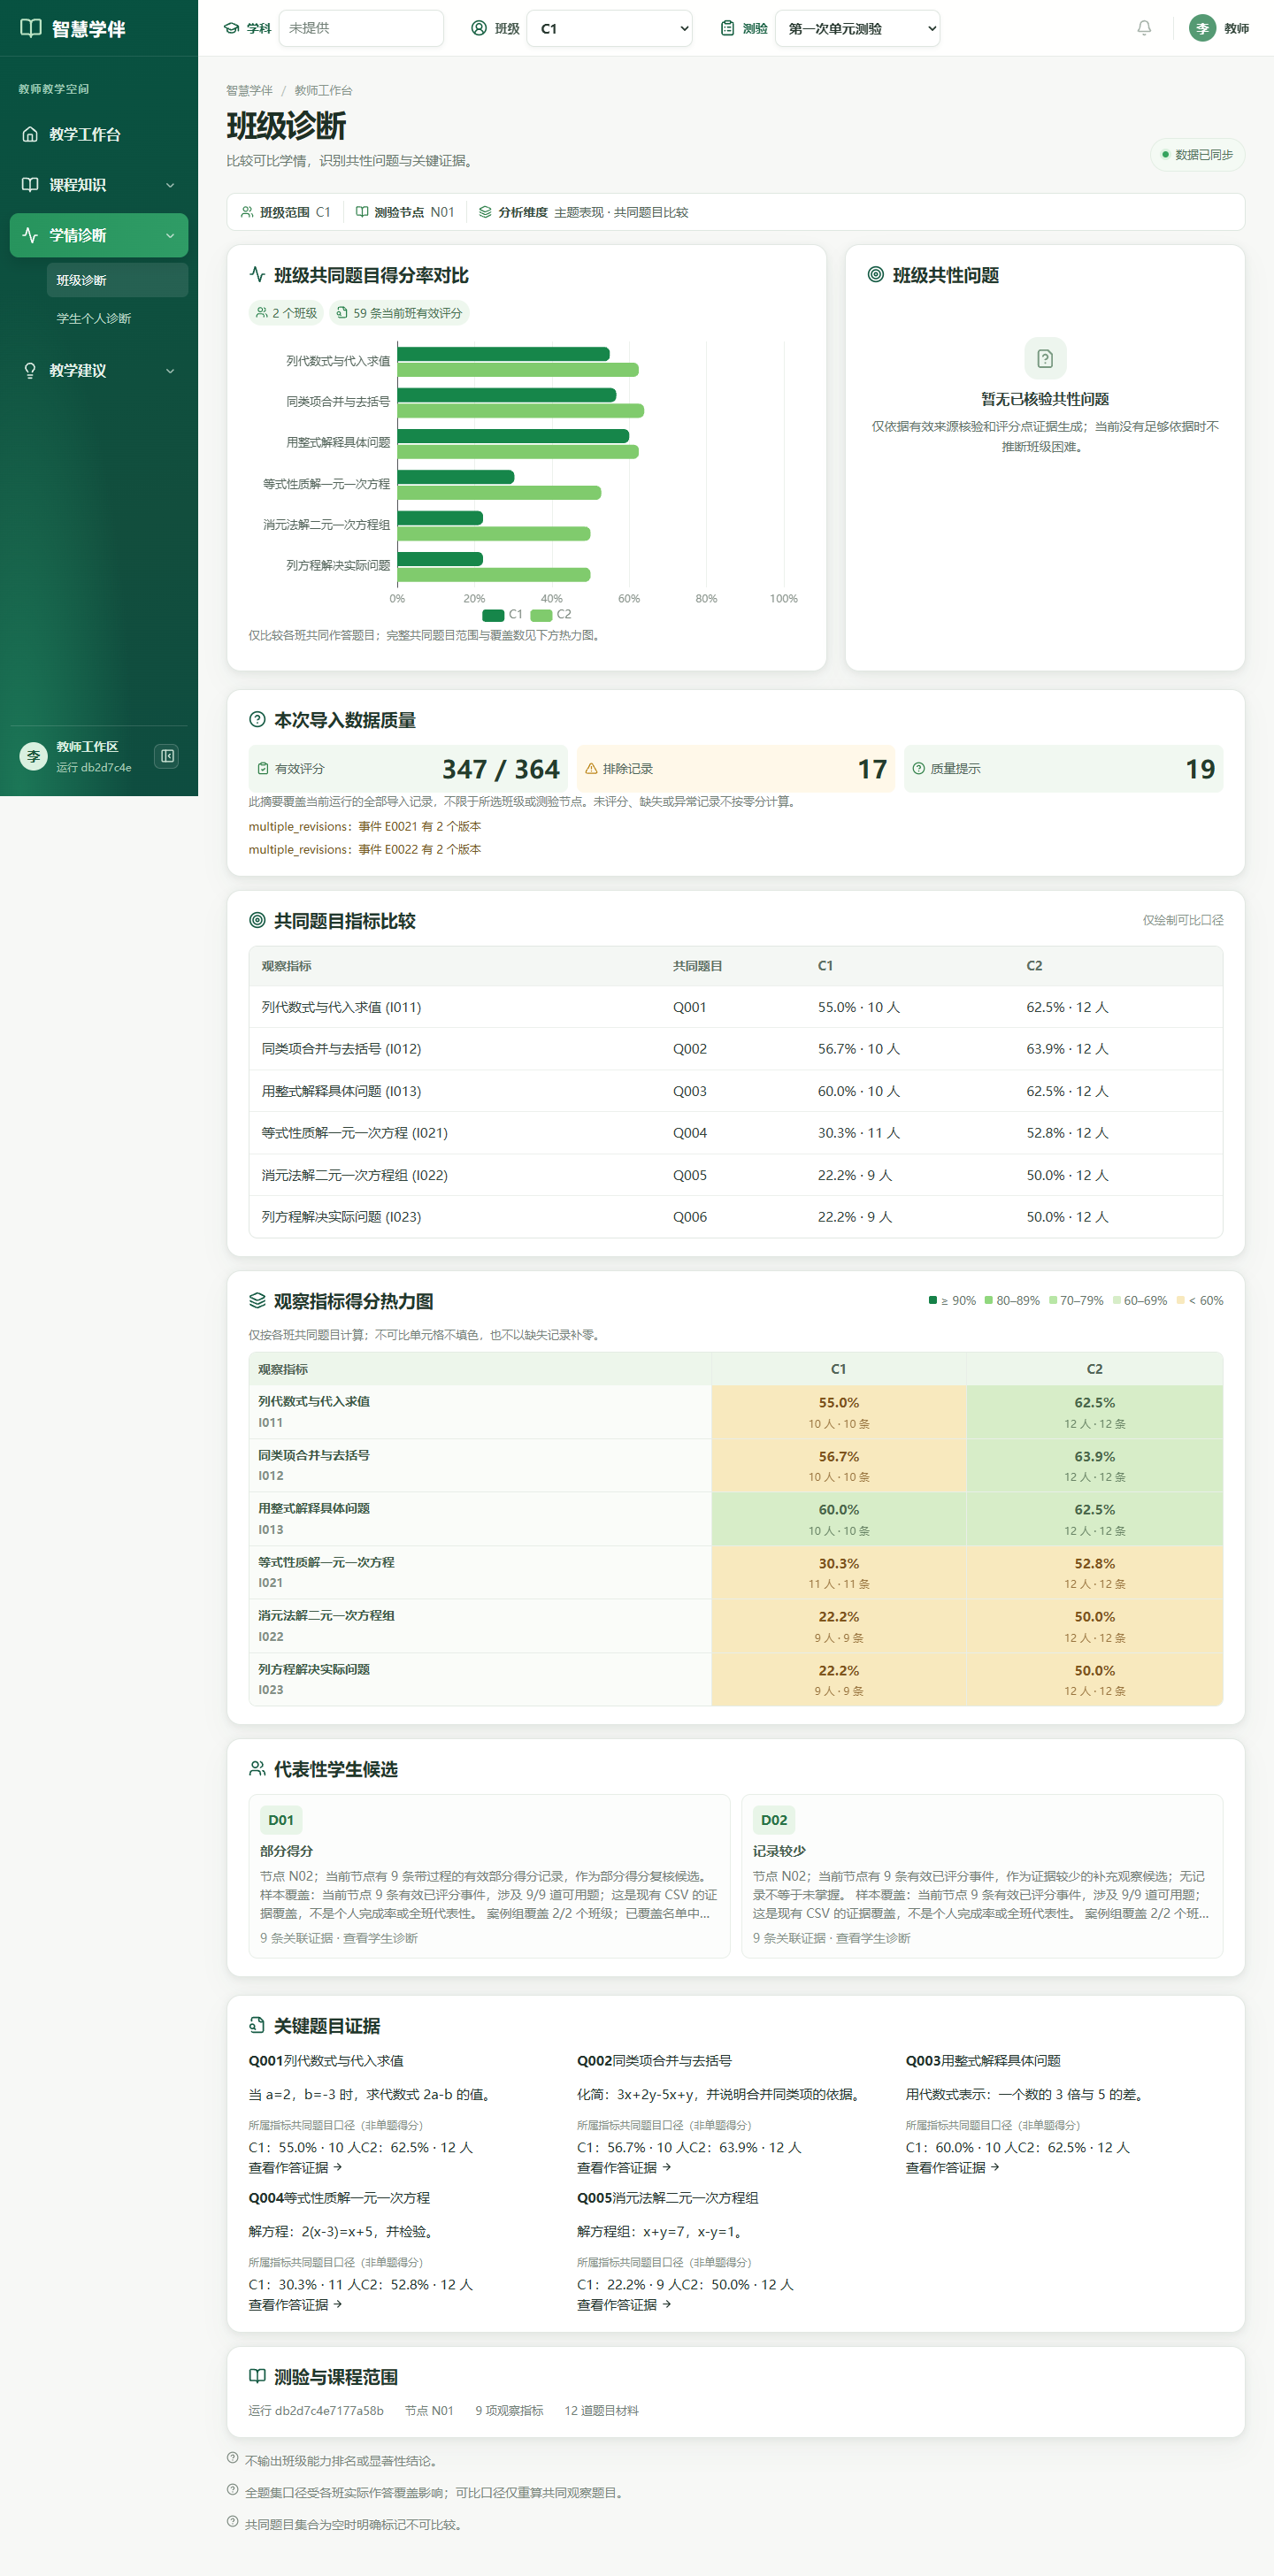 智慧学伴
学科 未提供 班级 C1 测验 第一次单元测验 李 教师
教师教学空间
教学工作台
课程知识
学情诊断
班级诊断
学生个人诊断
教学建议
李 教师工作区
运行 db2d7c4e
智慧学伴 / 教师工作台
班级诊断
比较可比学情，识别共性问题与关键证据。
数据已同步
班级范围 C1 测验节点 N01 分析维度 主题表现 · 共同题目比较
班级共同题目得分率对比
2 个班级 59 条当前班有效评分
列代数式与代入求值
同类项合并与去括号
用整式解释具体问题
等式性质解一元一次方程
消元法解二元一次方程组
列方程解决实际问题
0% 20% 40% 60% 80% 100%
C1 C2
仅比较各班共同作答题目；完整共同题目范围与覆盖数见下方热力图。
班级共性问题
暂无已核验共性问题
仅依据有效来源核验和评分点证据生成；当前没有足够依据时不
推断班级困难。
本次导入数据质量
有效评分 347 / 364 排除记录 17 质量提示 19
此摘要覆盖当前运行的全部导入记录，不限于所选班级或测验节点。未评分、缺失或异常记录不按零分计算。
multiple_revisions：事件 E0021 有 2 个版本
multiple_revisions：事件 E0022 有 2 个版本
共同题目指标比较 仅绘制可比口径
观察指标 共同题目 C1 C2
列代数式与代入求值 (I011) Q001 55.0% · 10 人 62.5% · 12 人
同类项合并与去括号 (I012) Q002 56.7% · 10 人 63.9% · 12 人
用整式解释具体问题 (I013) Q003 60.0% · 10 人 62.5% · 12 人
等式性质解一元一次方程 (I021) Q004 30.3% · 11 人 52.8% · 12 人
消元法解二元一次方程组 (I022) Q005 22.2% · 9 人 50.0% · 12 人
列方程解决实际问题 (I023) Q006 22.2% · 9 人 50.0% · 12 人
观察指标得分热力图 ≥ 90% 80–89% 70–79% 60–69% < 60%
仅按各班共同题目计算；不可比单元格不填色，也不以缺失记录补零。
观察指标 C1 C2
列代数式与代入求值 55.0% 62.5%
I011 10 人 · 10 条 12 人 · 12 条
同类项合并与去括号 56.7% 63.9%
I012 10 人 · 10 条 12 人 · 12 条
用整式解释具体问题 60.0% 62.5%
I013 10 人 · 10 条 12 人 · 12 条
等式性质解一元一次方程 30.3% 52.8%
I021 11 人 · 11 条 12 人 · 12 条
消元法解二元一次方程组 22.2% 50.0%
I022 9 人 · 9 条 12 人 · 12 条
列方程解决实际问题 22.2% 50.0%
I023 9 人 · 9 条 12 人 · 12 条
代表性学生候选
D01
部分得分
节点 N02；当前节点有 9 条带过程的有效部分得分记录，作为部分得分复核候选。
样本覆盖：当前节点 9 条有效已评分事件，涉及 9/9 道可用题；这是现有 CSV 的证
据覆盖，不是个人完成率或全班代表性。 案例组覆盖 2/2 个班级；已覆盖名单中...
9 条关联证据 · 查看学生诊断
D02
记录较少
节点 N02；当前节点有 9 条有效已评分事件，作为证据较少的补充观察候选；无记
录不等于未掌握。 样本覆盖：当前节点 9 条有效已评分事件，涉及 9/9 道可用题；
这是现有 CSV 的证据覆盖，不是个人完成率或全班代表性。 案例组覆盖 2/2 个班...
9 条关联证据 · 查看学生诊断
关键题目证据
Q001列代数式与代入求值
当 a=2，b=-3 时，求代数式 2a-b 的值。
所属指标共同题目口径（非单题得分）
C1：55.0% · 10 人C2：62.5% · 12 人
查看作答证据 →
Q002同类项合并与去括号
化简：3x+2y-5x+y，并说明合并同类项的依据。
所属指标共同题目口径（非单题得分）
C1：56.7% · 10 人C2：63.9% · 12 人
查看作答证据 →
Q003用整式解释具体问题
用代数式表示：一个数的 3 倍与 5 的差。
所属指标共同题目口径（非单题得分）
C1：60.0% · 10 人C2：62.5% · 12 人
查看作答证据 →
Q004等式性质解一元一次方程
解方程：2(x-3)=x+5，并检验。
所属指标共同题目口径（非单题得分）
C1：30.3% · 11 人C2：52.8% · 12 人
查看作答证据 →
Q005消元法解二元一次方程组
解方程组：x+y=7，x-y=1。
所属指标共同题目口径（非单题得分）
C1：22.2% · 9 人C2：50.0% · 12 人
查看作答证据 →
测验与课程范围
运行 db2d7c4e7177a58b 节点 N01 9 项观察指标 12 道题目材料
不输出班级能力排名或显著性结论。
全题集口径受各班实际作答覆盖影响；可比口径仅重算共同观察题目。
共同题目集合为空时明确标记不可比较。